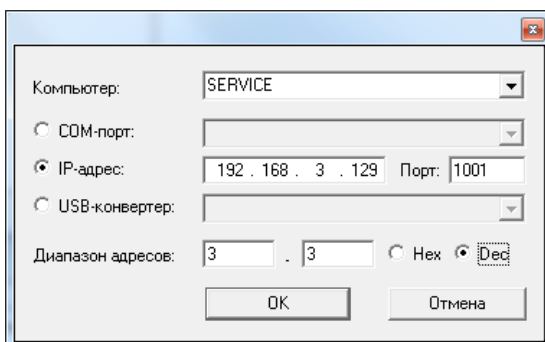 Компьютер: SERVICE
COM-порт:
IP-адрес: 192 . 168 . 3 . 129 Порт: 1001
USB-конвертер:
Диапазон адресов: 3 . 3 Hex Dec
OK Отмена